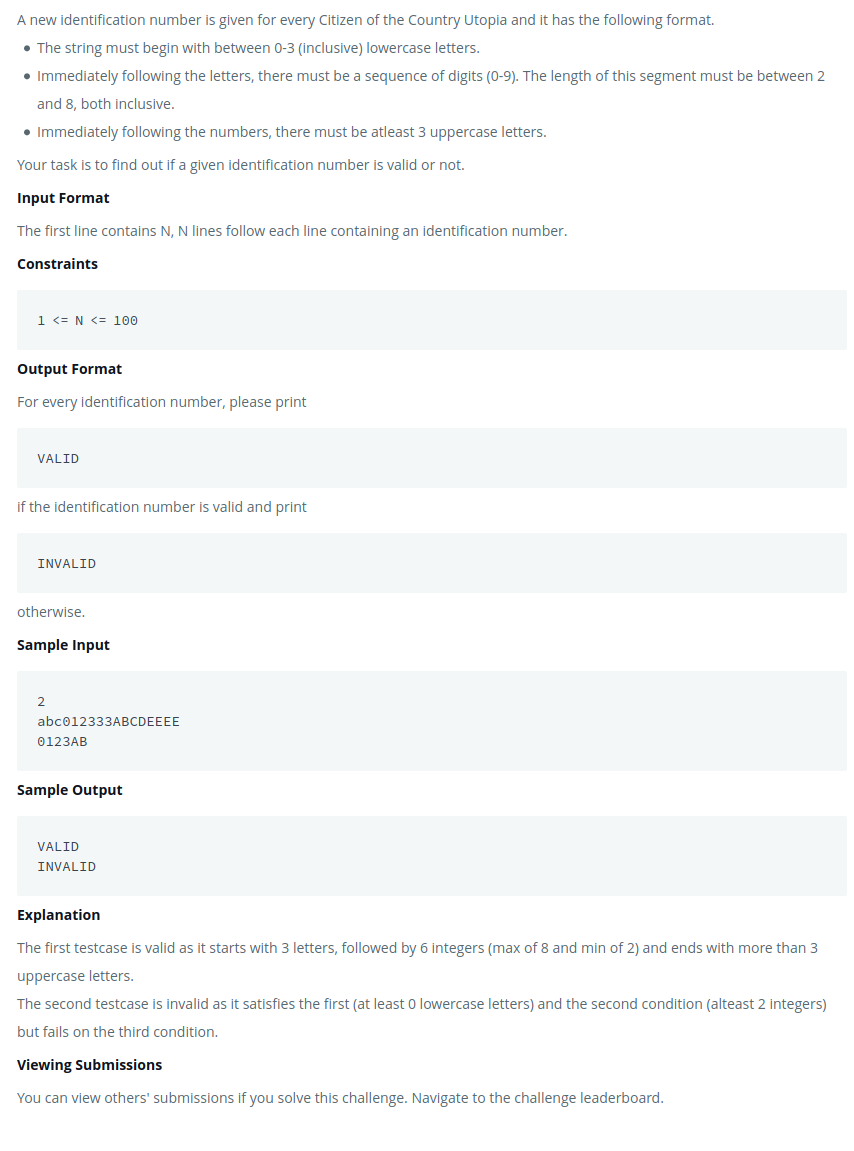 A new identification number is given for every Citizen of the Country Utopia and it has the following format.
• The string must begin with between 0-3 (inclusive) lowercase letters.
• Immediately following the letters, there must be a sequence of digits (0-9). The length of this segment must be between 2
and 8, both inclusive.
• Immediately following the numbers, there must be atleast 3 uppercase letters.
Your task is to find out if a given identification number is valid or not.
Input Format
The first line contains N, N lines follow each line containing an identification number.
Constraints
1 <= N <= 100
Output Format
For every identification number, please print
VALID
if the identification number is valid and print
INVALID
otherwise.
Sample Input
2
abc012333ABCDEEEE
0123AB
Sample Output
VALID
INVALID
Explanation
The first testcase is valid as it starts with 3 letters, followed by 6 integers (max of 8 and min of 2) and ends with more than 3
uppercase letters.
The second testcase is invalid as it satisfies the first (at least 0 lowercase letters) and the second condition (alteast 2 integers)
but fails on the third condition.
Viewing Submissions
You can view others' submissions if you solve this challenge. Navigate to the challenge leaderboard.